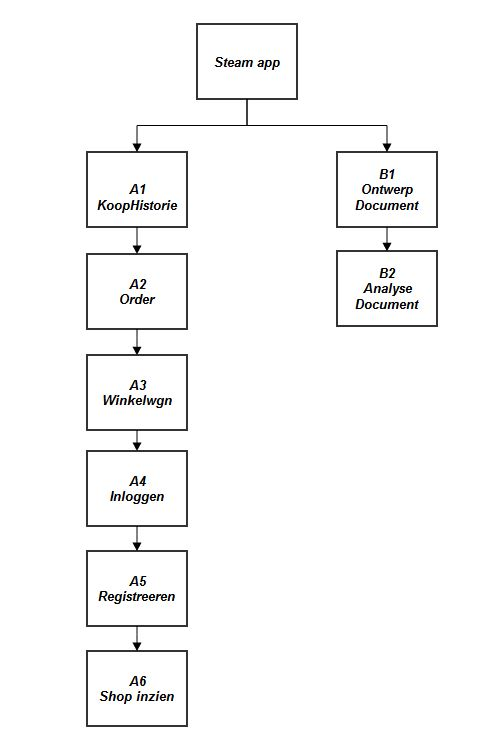 Steam app
A1
KoopHistorie
A2
Order
A3
Winkelwgn
A4
Inloggen
A5
Registreeren
A6
Shop inzien
B1
Ontwerp
Document
B2
Analyse
Document